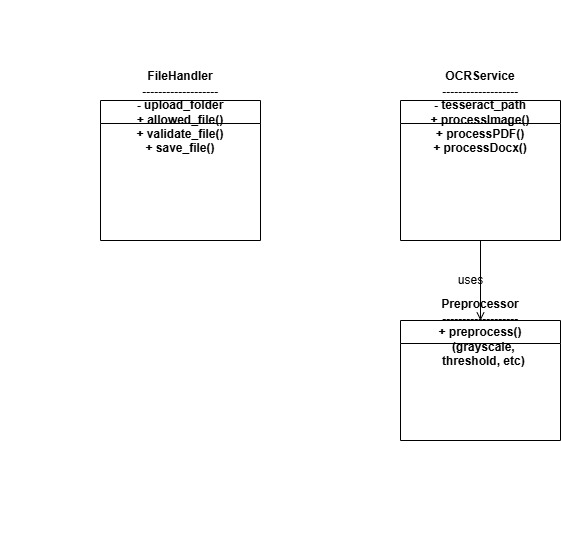 FileHandler
-------------------
- upload_folder
+ allowed_file()
+ validate_file()
+ save_file()
OCRService
-------------------
- tesseract_path
+ processImage()
+ processPDF()
+ processDocx()
uses
Preprocessor
-------------------
+ preprocess()
(grayscale,
threshold, etc)